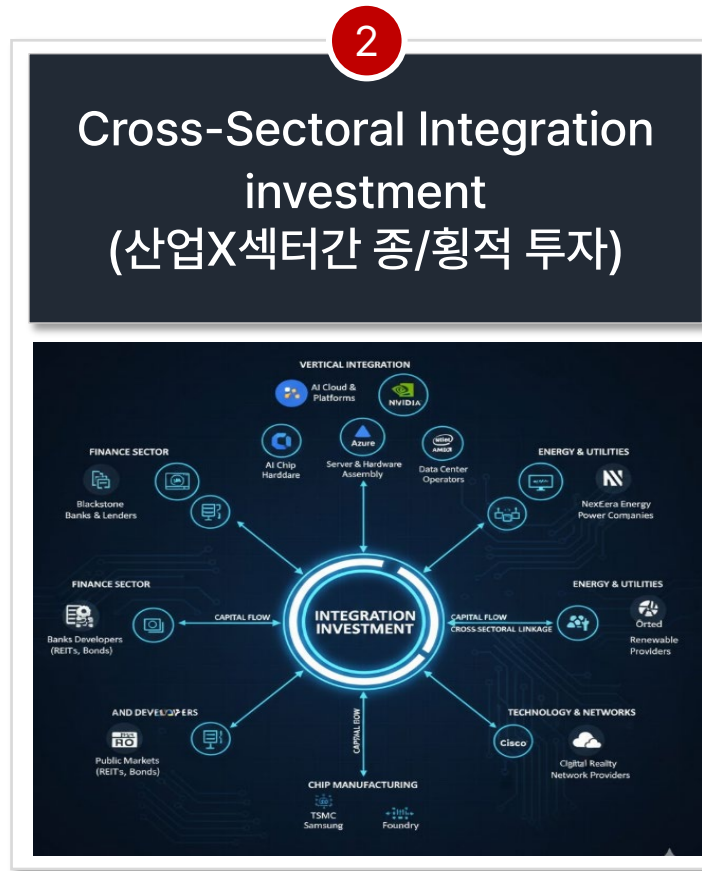 2
Cross-Sectoral Integration
investment
(산업X섹터간 종/횡적 투자)
VERTICAL INTEGRATION
AI Cloud &
Platforms
NVIDIA
AI Chip
Harddare
Azure
Server & Hardware
Assembly
AMD
Data Center
Operators
FINANCE SECTOR
Blackstone
Banks & Lenders
ENERGY & UTILITIES
NexEera Energy
Power Companies
FINANCE SECTOR
Banks Developers
(REIT's, Bonds)
CAPITAL FLOW
INTEGRATION
INVESTMENT
CAPITAL FLOW
CROSS-SECTORAL LINKAGE
ENERGY & UTILITIES
Örted
Renewable
Providers
AND
Public Markets
(REIT's, Bonds)
RO
CAPITAL FLOW
TECHNOLOGY & NETWORKS
Cisco
Cigital Realty
Network Providers
CHIP MANUFACTURING
TSMC
Samsung
Foundry